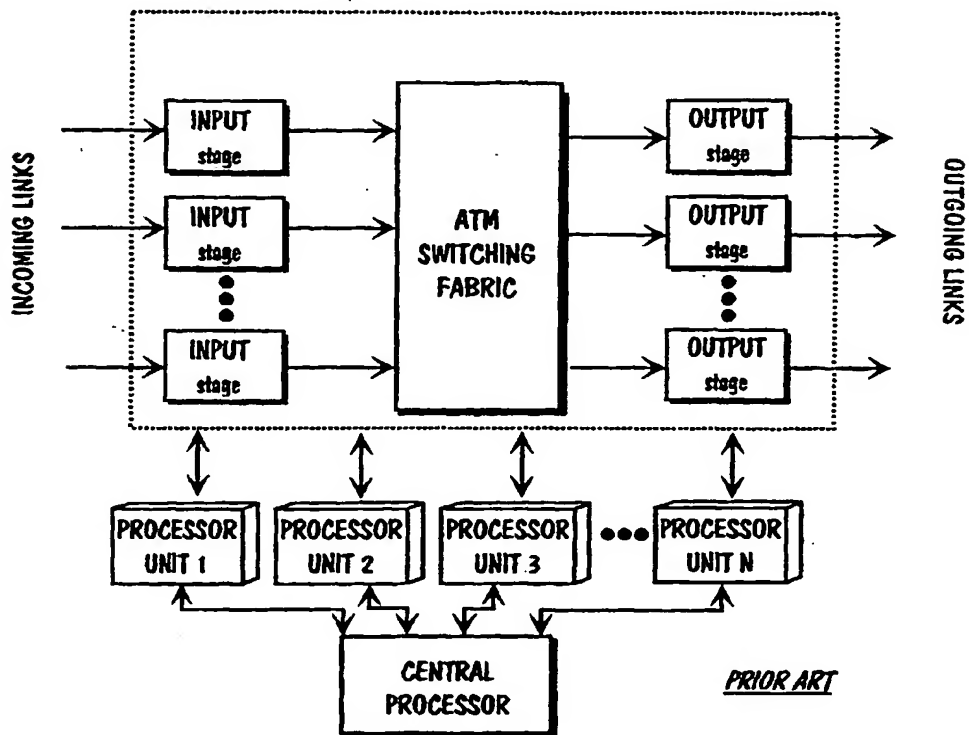 INCOMING LINKS
INPUT
stage
INPUT
stage
INPUT
stage
ATM
SWITCHING
FABRIC
OUTPUT
stage
OUTPUT
stage
OUTPUT
stage
OUTGOING LINKS
PROCESSOR
UNIT 1
PROCESSOR
UNIT 2
PROCESSOR
UNIT 3
PROCESSOR
UNIT N
CENTRAL
PROCESSOR
PRIOR ART